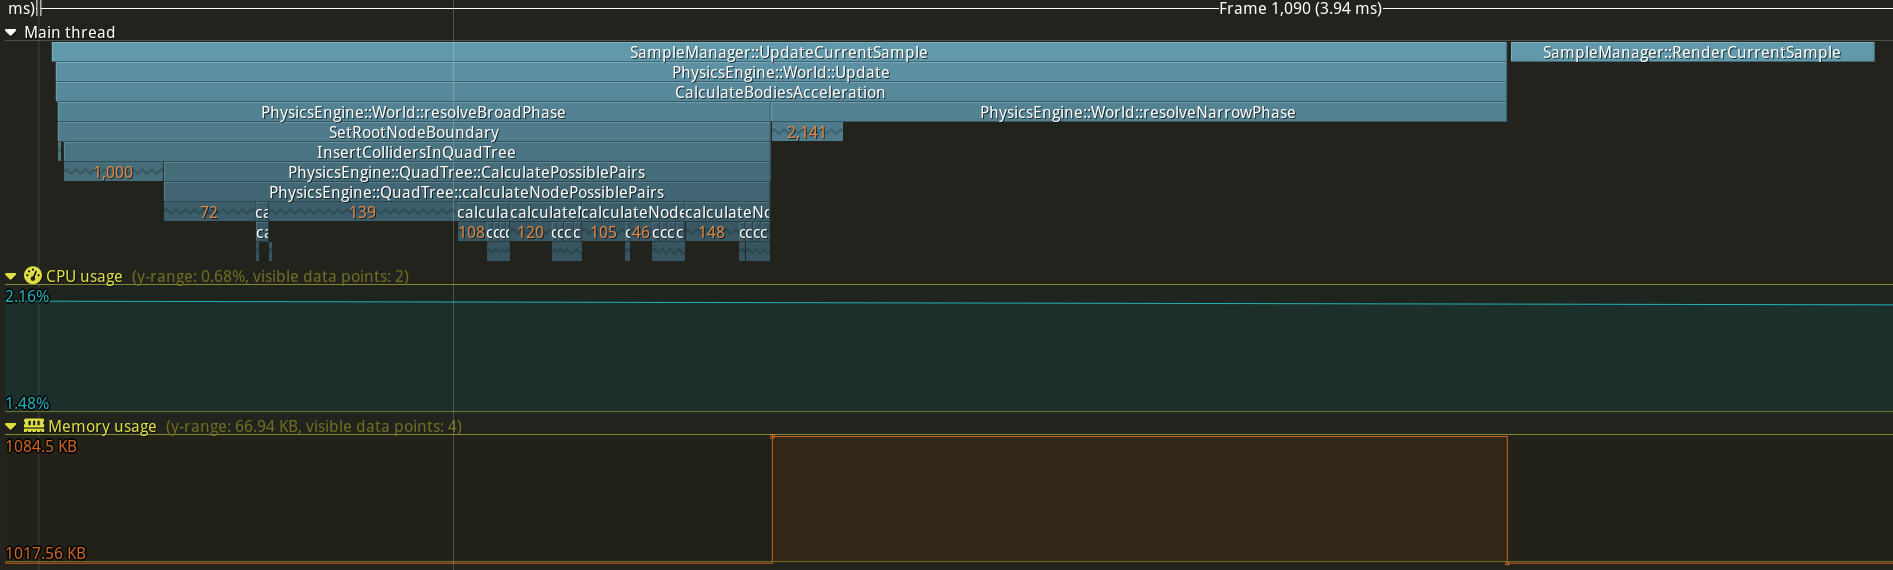 ms) Frame 1,090 (3.94 ms)
Main thread
SampleManager::UpdateCurrentSample SampleManager::RenderCurrentSample
PhysicsEngine::World::Update
CalculateBodiesAcceleration
PhysicsEngine::World::resolveBroadPhase PhysicsEngine::World::resolveNarrowPhase
SetRootNodeBoundary 2,141
InsertCollidersInQuadTree
1,000 PhysicsEngine::QuadTree::CalculatePossiblePairs
PhysicsEngine::QuadTree::calculateNodePossiblePairs
72 ca 139 calcula calculatel calculateNode calculateNo
ca 108 cccc 120 cccc 105 c 46 cccc 148 cccc
CPU usage (y-range: 0.68%, visible data points: 2)
2.16%
1.48%
Memory usage (y-range: 66.94 KB, visible data points: 4)
1084.5 KB
1017.56 KB